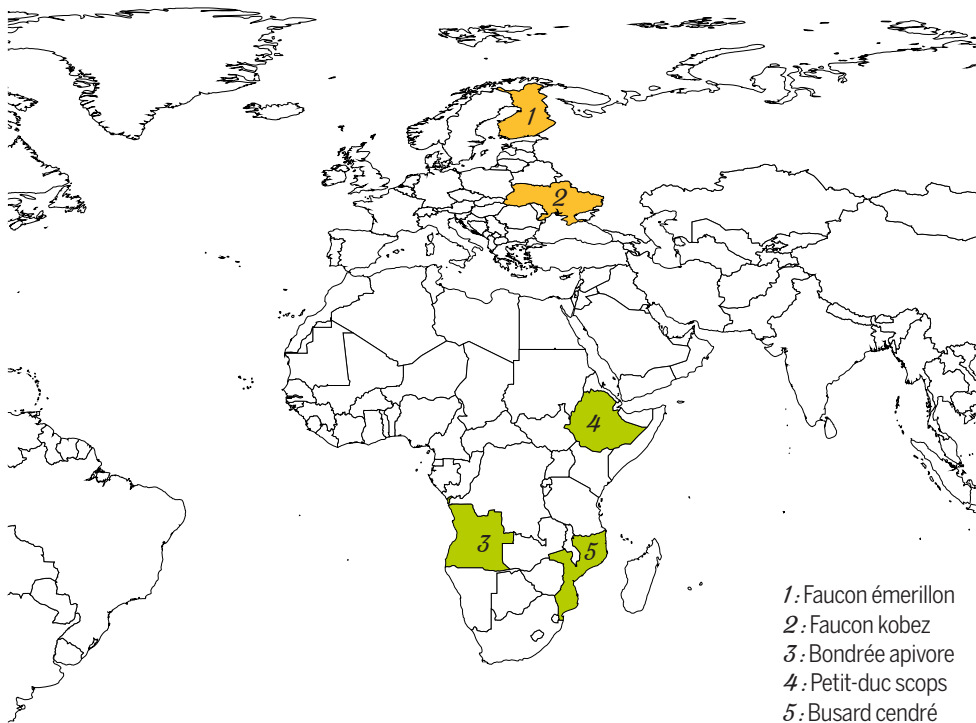 1
2
4
3
5
1 : Faucon émerillon
2 : Faucon kobez
3 : Bondrée apivore
4 : Petit-duc scops
5 : Busard cendré